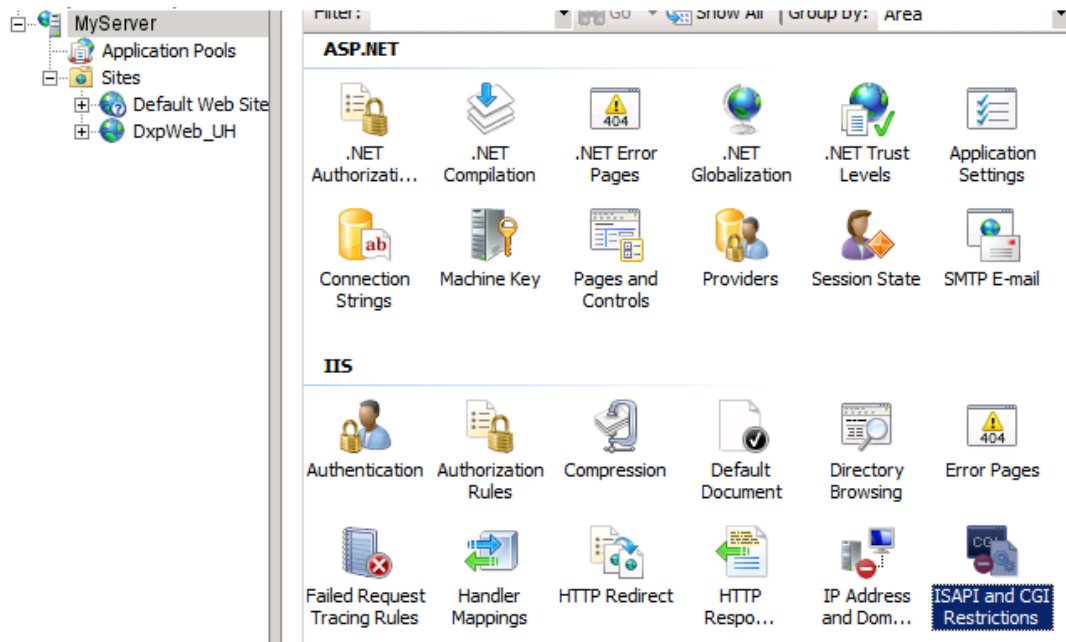 MyServer
Application Pools
Sites
Default Web Site
DxpWeb_UH
Filter:
Go
Show All
Group by:
Area
ASP.NET
.NET
Authorizati...
.NET
Compilation
404
.NET Error
Pages
.NET
Globalization
.NET Trust
Levels
Application
Settings
ab
Connection
Strings
Machine Key
Pages and
Controls
Providers
Session State
SMTP E-mail
IIS
Authentication
Authorization
Rules
Compression
Default
Document
Directory
Browsing
404
Error Pages
Failed Request
Tracing Rules
Handler
Mappings
HTTP Redirect
HTTP
Respo...
IP Address
and Dom...
CGI
ISAPI and CGI
Restrictions